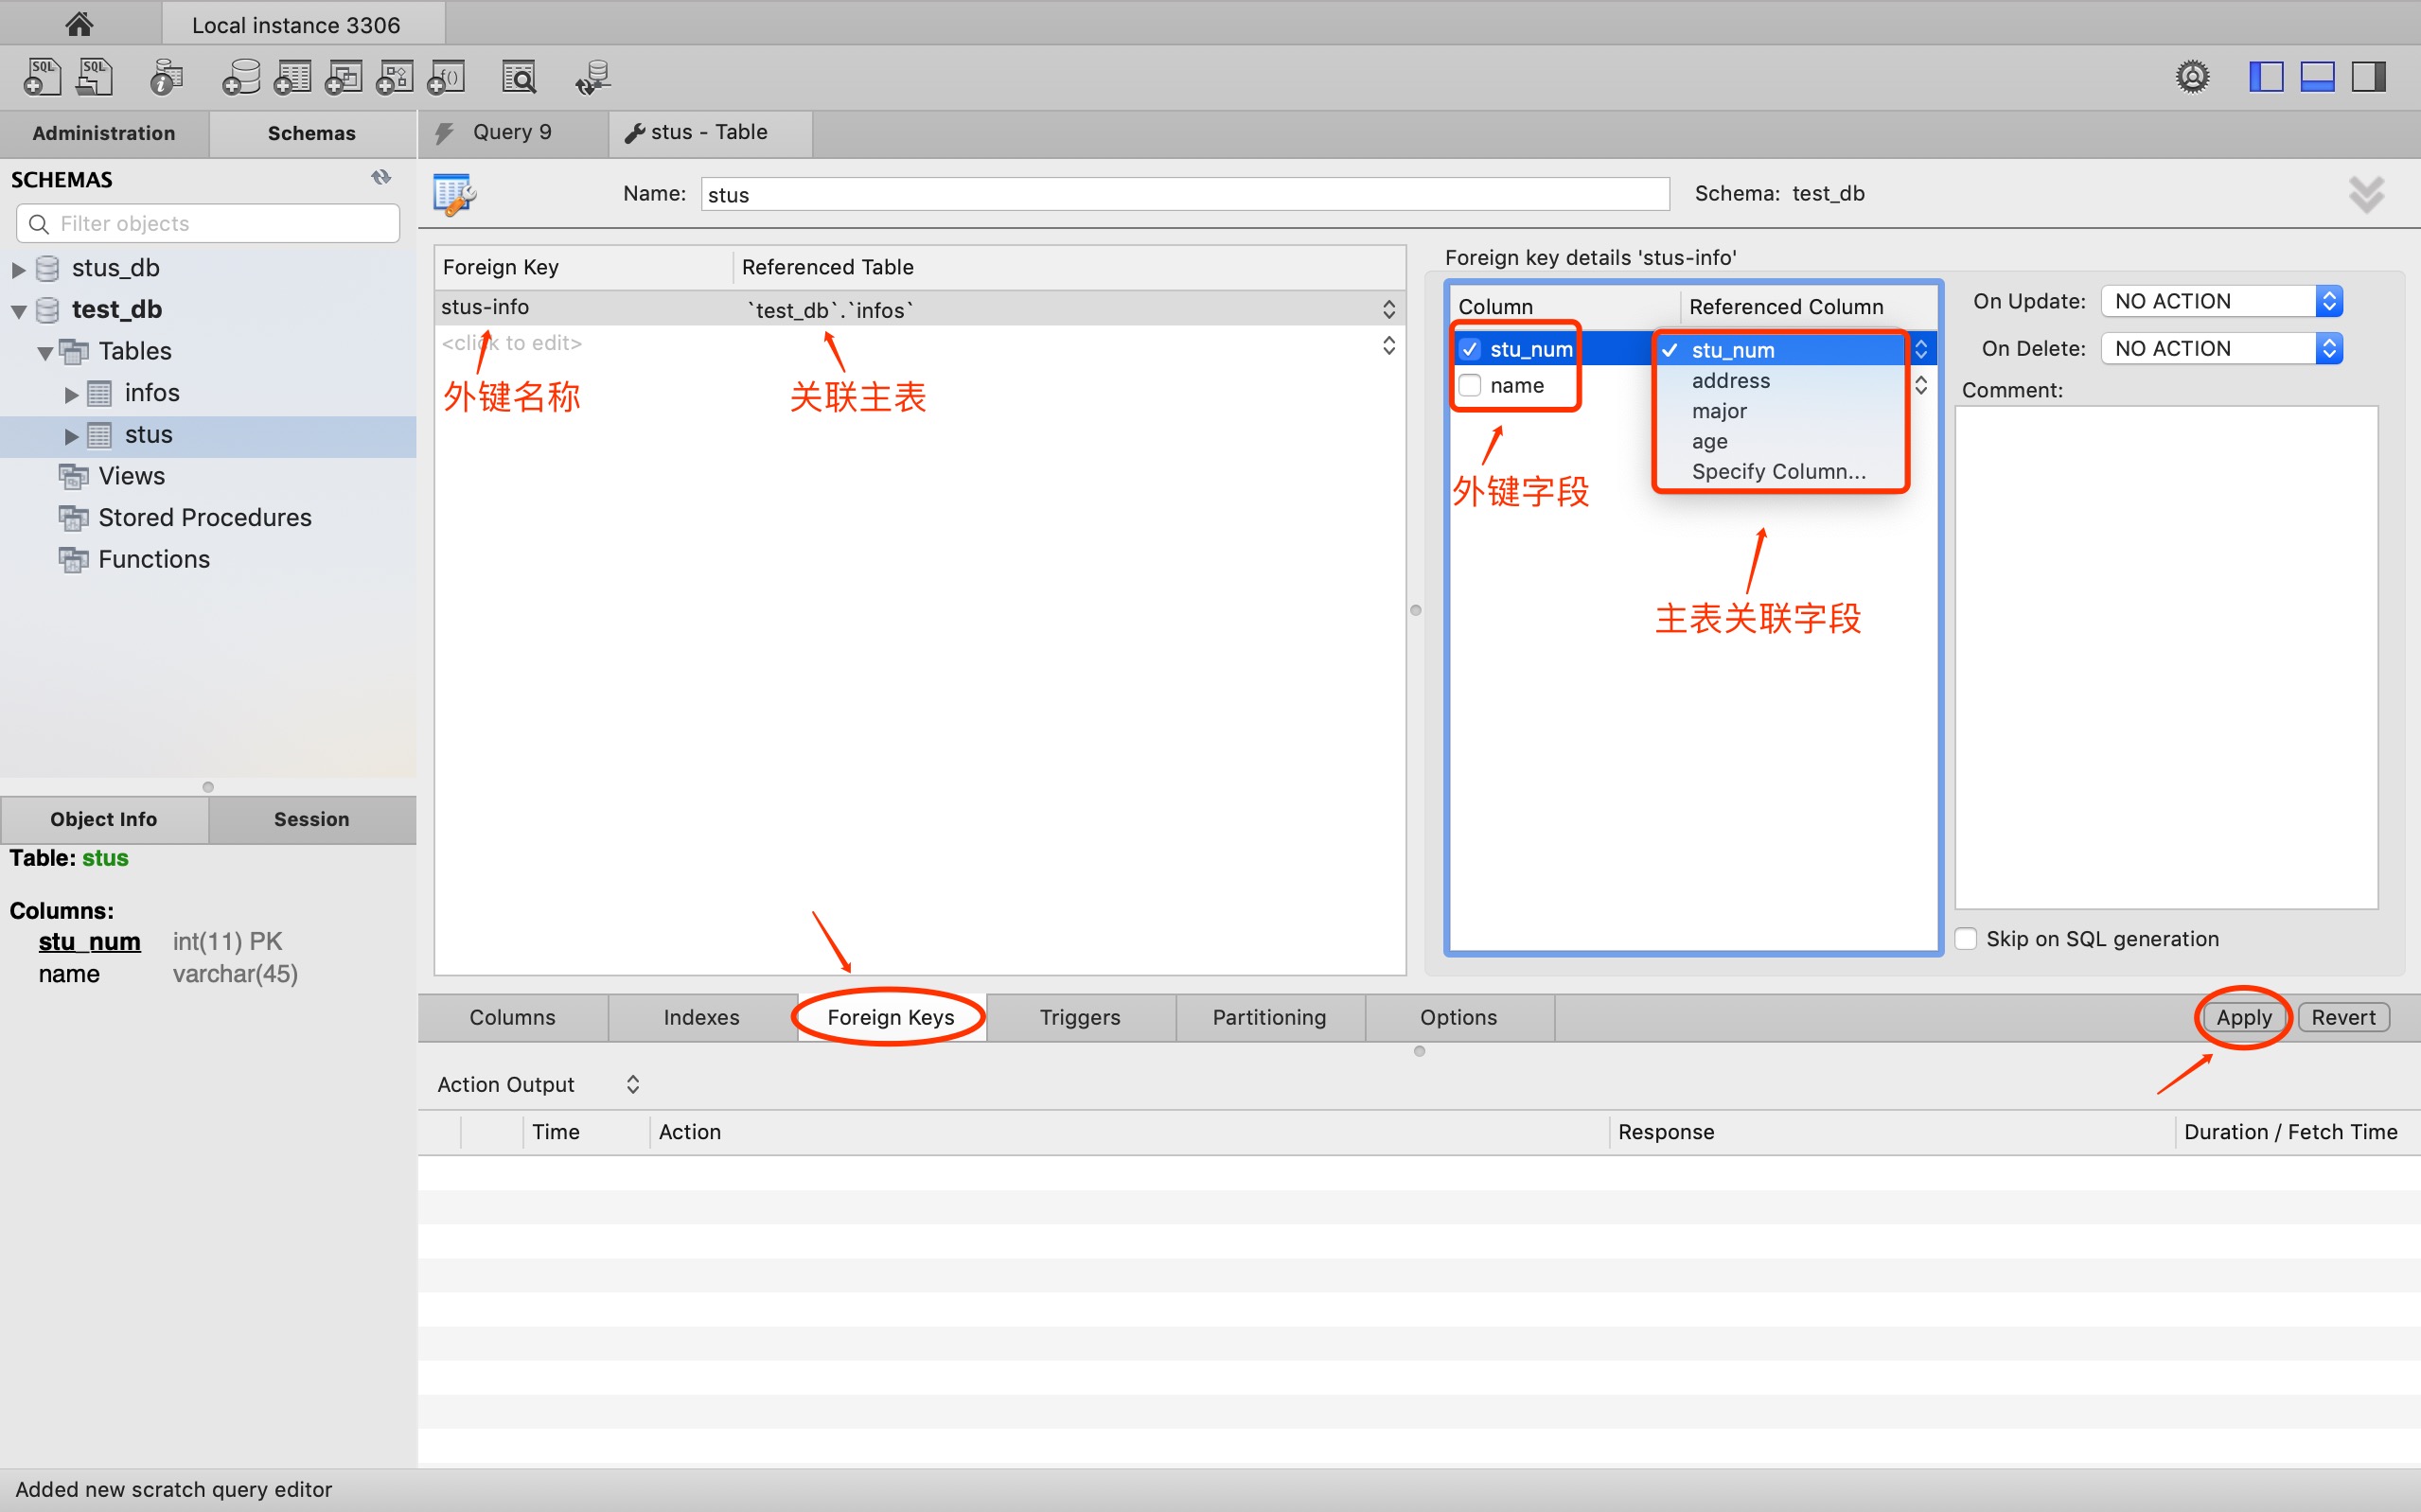 Local instance 3306
SQL
SQL
f()
Administration
Schemas
Query 9
stus - Table
SCHEMAS
Filter objects
Name:
stus
Schema: test_db
stus_db
test_db
Tables
infos
stus
Views
Stored Procedures
Functions
Foreign Key
Referenced Table
stus-info
`test_db`.`infos`
<click to edit>
外键名称
关联主表
Foreign key details 'stus-info'
Column
Referenced Column
stu_num
name
stu_num
address
major
age
Specify Column...
外键字段
主表关联字段
On Update:
NO ACTION
On Delete:
NO ACTION
Comment:
Skip on SQL generation
Object Info
Session
Table: stus
Columns:
stu_num int(11) PK
name varchar(45)
Columns
Indexes
Foreign Keys
Triggers
Partitioning
Options
Apply
Revert
Action Output
Time
Action
Response
Duration / Fetch Time
Added new scratch query editor